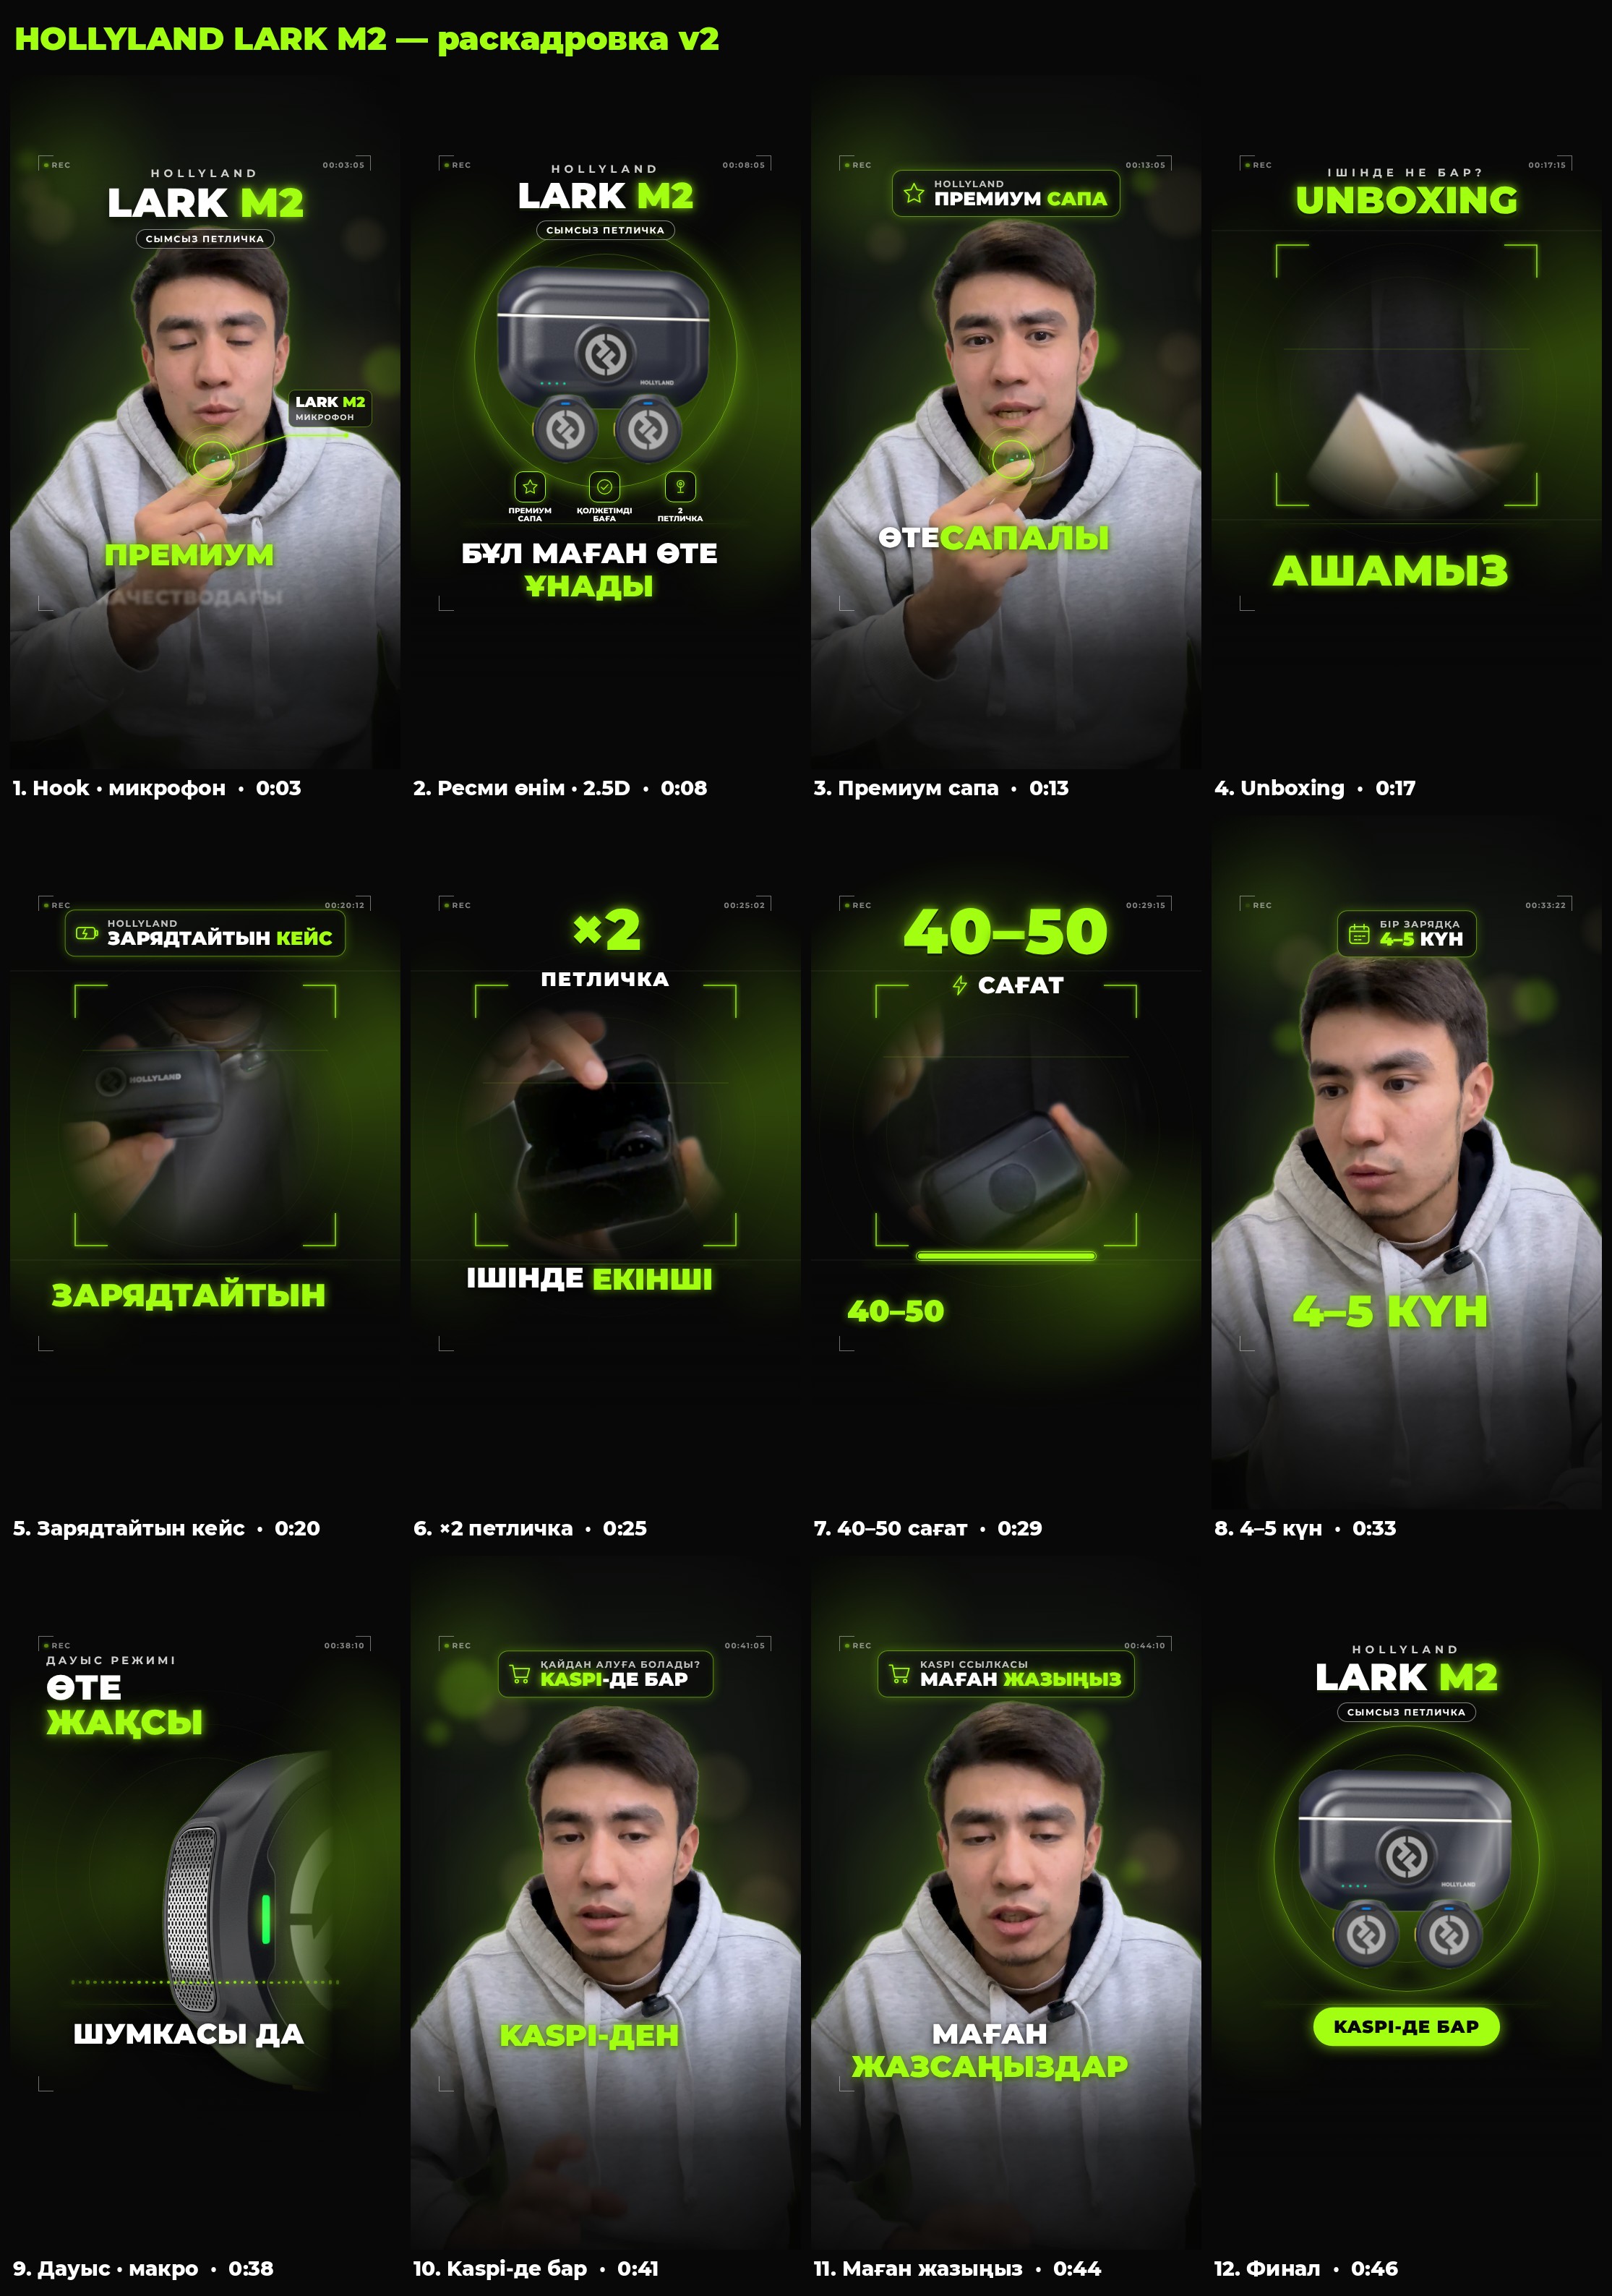 HOLLYLAND LARK M2 — раскадровка v2
REC
00:03:05
HOLLYLAND
LARK M2
СЫМСЫЗ ПЕТЛИЧКА
LARK M2
МИКРОФОН
ПРЕМИУМ
КАЧЕСТВОДАҒЫ
1. Hook • микрофон • 0:03
REC
00:08:05
HOLLYLAND
LARK M2
СЫМСЫЗ ПЕТЛИЧКА
HOLLYLAND
ПРЕМИУМ
САПА
ҚОЛЖЕТІМДІ
БАҒА
2
ПЕТЛИЧКА
БҰЛ МАҒАН ӨТЕ
ҰНАДЫ
2. Ресми өнім • 2.5D • 0:08
REC
00:13:05
HOLLYLAND
ПРЕМИУМ САПА
ӨТЕСАПАЛЫ
3. Премиум сапа • 0:13
REC
00:17:15
ІШІНДЕ НЕ БАР?
UNBOXING
АШАМЫЗ
4. Unboxing • 0:17
REC
00:20:12
HOLLYLAND
ЗАРЯДТАЙТЫН КЕЙС
HOLLYLAND
ЗАРЯДТАЙТЫН
5. Зарядтайтын кейс • 0:20
REC
00:25:02
×2
ПЕТЛИЧКА
ІШІНДЕ ЕКІНШІ
6. ×2 петличка • 0:25
REC
00:29:15
40–50
САҒАТ
40–50
7. 40–50 сағат • 0:29
REC
00:33:22
БІР ЗАРЯДҚА
4–5 КҮН
4–5 КҮН
8. 4–5 күн • 0:33
REC
00:38:10
ДАУЫС РЕЖИМІ
ӨТЕ
ЖАҚСЫ
ШУМКАСЫ ДА
9. Дауыс • макро • 0:38
REC
00:41:05
ҚАЙДАН АЛУҒА БОЛАДЫ?
KASPI-ДЕ БАР
KASPI-ДЕН
10. Kaspi-де бар • 0:41
REC
00:44:10
KASPI ССЫЛКАСЫ
МАҒАН ЖАЗЫҢЫЗ
МАҒАН
ЖАЗСАҢЫЗДАР
11. Маған жазыңыз • 0:44
HOLLYLAND
LARK M2
СЫМСЫЗ ПЕТЛИЧКА
HOLLYLAND
KASPI-ДЕ БАР
12. Финал • 0:46